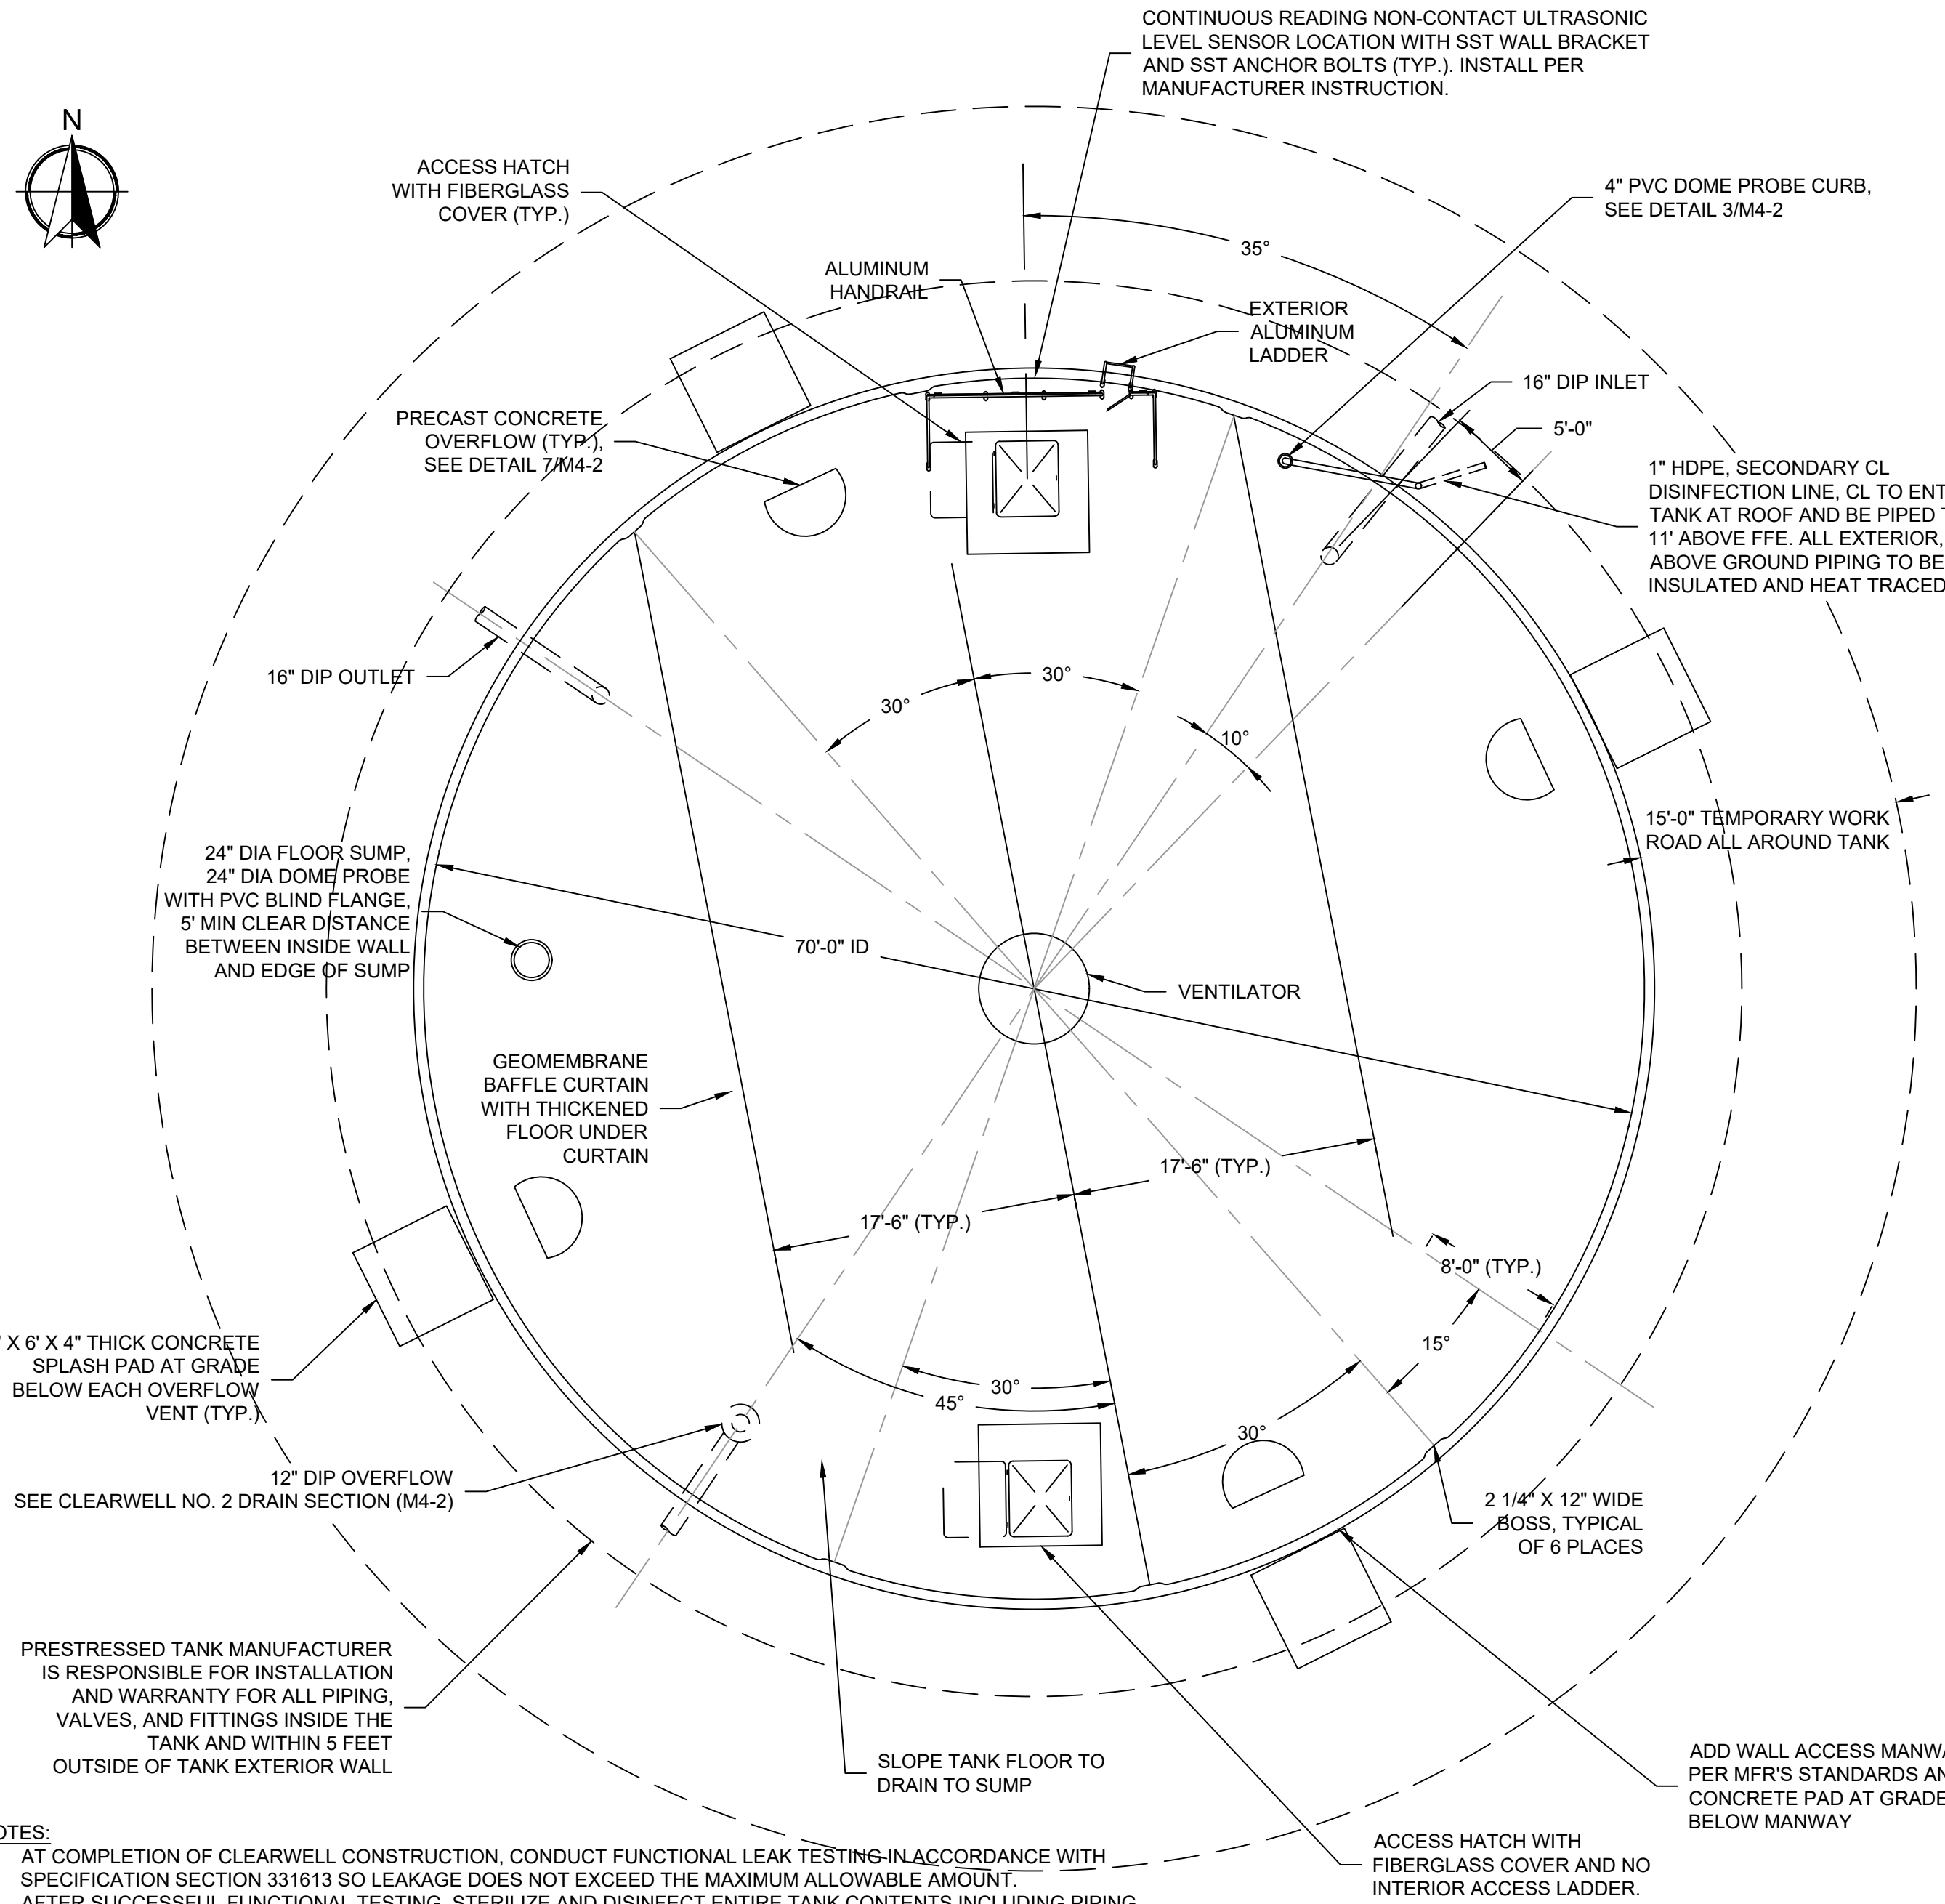 CONTINUOUS READING NON-CONTACT ULTRASONIC
LEVEL SENSOR LOCATION WITH SST WALL BRACKET
AND SST ANCHOR BOLTS (TYP.). INSTALL PER
MANUFACTURER INSTRUCTION.
N
ACCESS HATCH
WITH FIBERGLASS
COVER (TYP.)
4" PVC DOME PROBE CURB,
SEE DETAIL 3/M4-2
35°
ALUMINUM
HANDRAIL
EXTERIOR
ALUMINUM
LADDER
16" DIP INLET
5'-0"
PRECAST CONCRETE
OVERFLOW (TYP.),
SEE DETAIL 7/M4-2
1" HDPE, SECONDARY CL
DISINFECTION LINE, CL TO ENT
TANK AT ROOF AND BE PIPED T
11' ABOVE FFE. ALL EXTERIOR,
ABOVE GROUND PIPING TO BE
INSULATED AND HEAT TRACED
16" DIP OUTLET
30°
30°
10°
15'-0" TEMPORARY WORK
ROAD ALL AROUND TANK
24" DIA FLOOR SUMP,
24" DIA DOME PROBE
WITH PVC BLIND FLANGE,
5' MIN CLEAR DISTANCE
BETWEEN INSIDE WALL
AND EDGE OF SUMP
70'-0" ID
VENTILATOR
GEOMEMBRANE
BAFFLE CURTAIN
WITH THICKENED
FLOOR UNDER
CURTAIN
17'-6" (TYP.)
17'-6" (TYP.)
8'-0" (TYP.)
15°
' X 6' X 4" THICK CONCRETE
SPLASH PAD AT GRADE
BELOW EACH OVERFLOW
VENT (TYP.)
30°
45°
30°
12" DIP OVERFLOW
SEE CLEARWELL NO. 2 DRAIN SECTION (M4-2)
2 1/4" X 12" WIDE
BOSS, TYPICAL
OF 6 PLACES
PRESTRESSED TANK MANUFACTURER
IS RESPONSIBLE FOR INSTALLATION
AND WARRANTY FOR ALL PIPING,
VALVES, AND FITTINGS INSIDE THE
TANK AND WITHIN 5 FEET
OUTSIDE OF TANK EXTERIOR WALL
SLOPE TANK FLOOR TO
DRAIN TO SUMP
ADD WALL ACCESS MANWA
PER MFR'S STANDARDS AN
CONCRETE PAD AT GRADE
BELOW MANWAY
ACCESS HATCH WITH
FIBERGLASS COVER AND NO
INTERIOR ACCESS LADDER.
OTES:
AT COMPLETION OF CLEARWELL CONSTRUCTION, CONDUCT FUNCTIONAL LEAK TESTING IN ACCORDANCE WITH
SPECIFICATION SECTION 331613 SO LEAKAGE DOES NOT EXCEED THE MAXIMUM ALLOWABLE AMOUNT.
AFTER SUCCESSFUL FUNCTIONAL TESTING, STERILIZE AND DISINFECT ENTIRE TANK CONTENTS INCLUDING PIPING